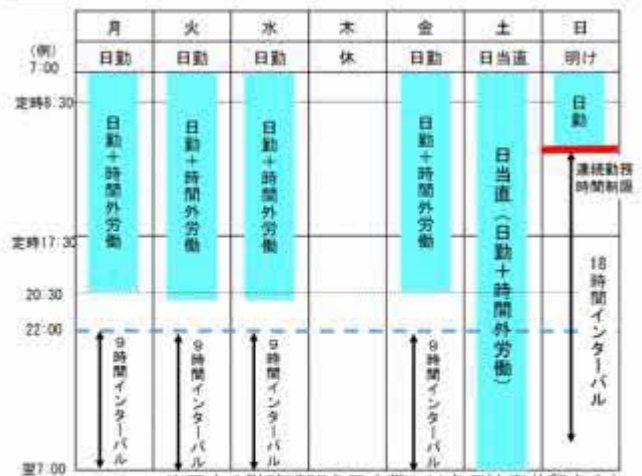 月 火 水 木 金 土 日
(例) 日勤 日勤 日勤 休 日勤 日当直 明け
7:00
定時8:30
定時17:30
20:30
22:00
翌7:00
日勤+時間外労働
日勤+時間外労働
日勤+時間外労働
日勤+時間外労働
日当直(日勤+時間外労働)
日勤
連続勤務
時間制限
9時間インターバル
9時間インターバル
9時間インターバル
9時間インターバル
18時間インターバル